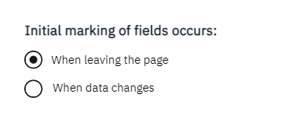 Initial marking of fields occurs:
When leaving the page
When data changes